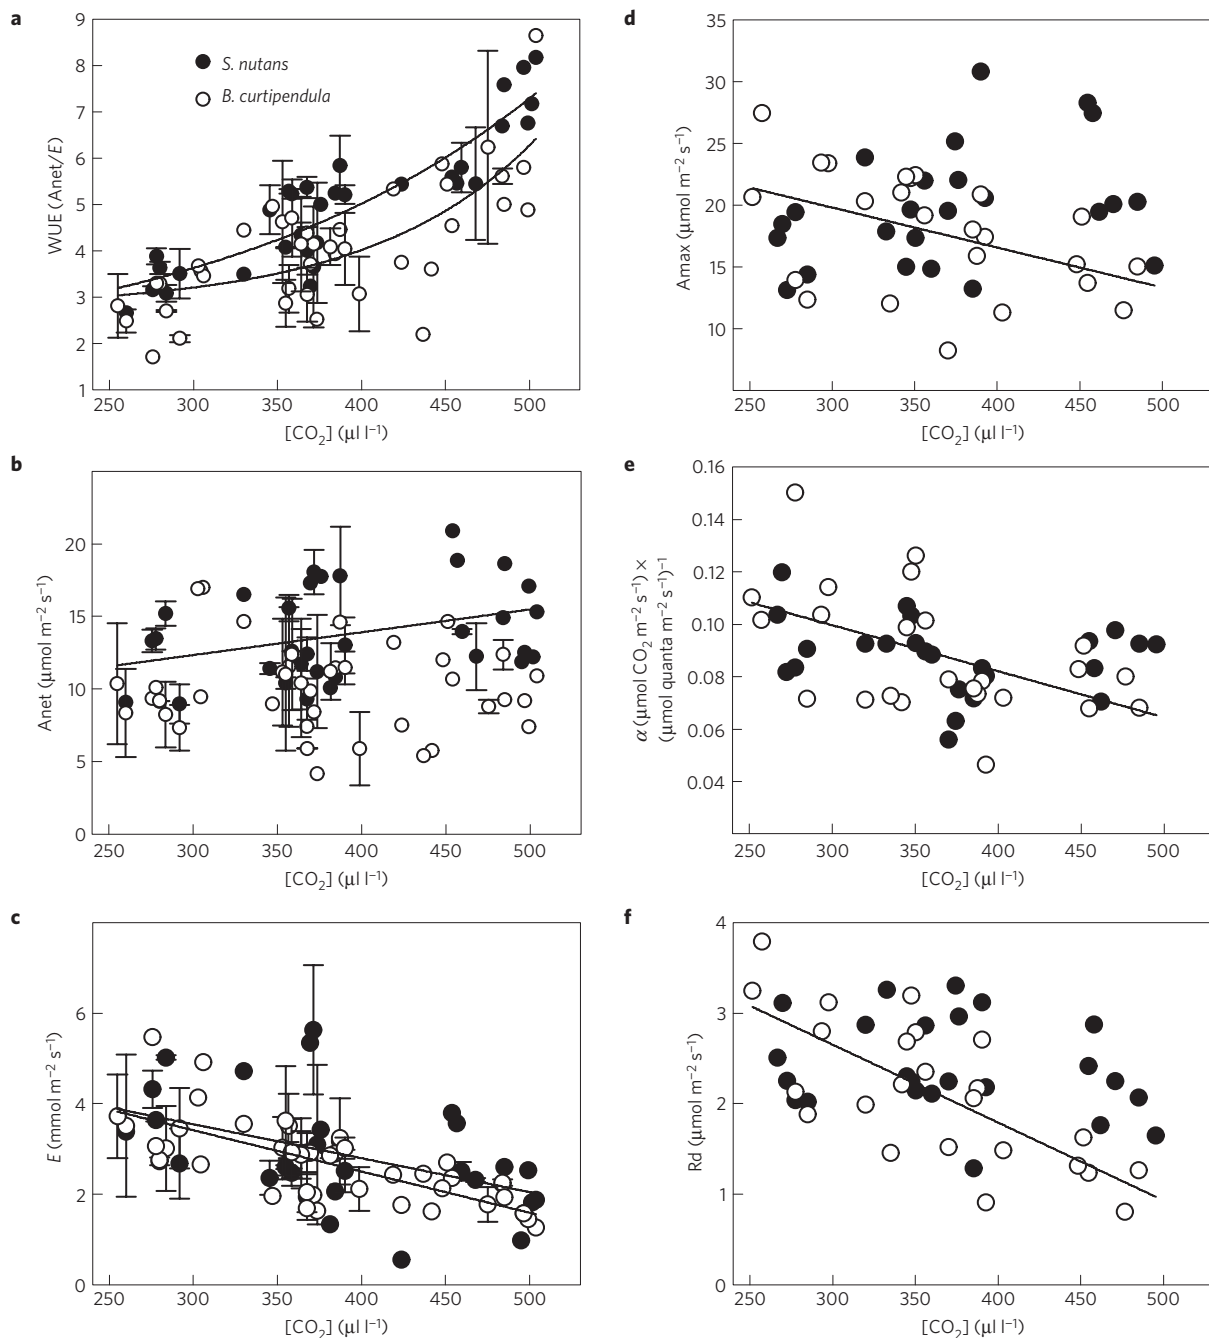 a
9
8
7
6
5
4
3
2
1
WUE (Anet/E)
S. nutans
B. curtipendula
250 300 350 400 450 500
[CO₂] (μl l⁻¹)
b
20
15
10
5
0
Anet (μmol m⁻² s⁻¹)
250 300 350 400 450 500
[CO₂] (μl l⁻¹)
c
6
4
2
0
E (mmol m⁻² s⁻¹)
250 300 350 400 450 500
[CO₂] (μl l⁻¹)
d
35
30
25
20
15
10
Amax (μmol m⁻² s⁻¹)
250 300 350 400 450 500
[CO₂] (μl l⁻¹)
e
0.16
0.14
0.12
0.10
0.08
0.06
0.04
α (μmol CO₂ m⁻² s⁻¹) ×
(μmol quanta m⁻² s⁻¹)⁻¹
250 300 350 400 450 500
[CO₂] (μl l⁻¹)
f
4
3
2
1
0
Rd (μmol m⁻² s⁻¹)
250 300 350 400 450 500
[CO₂] (μl l⁻¹)